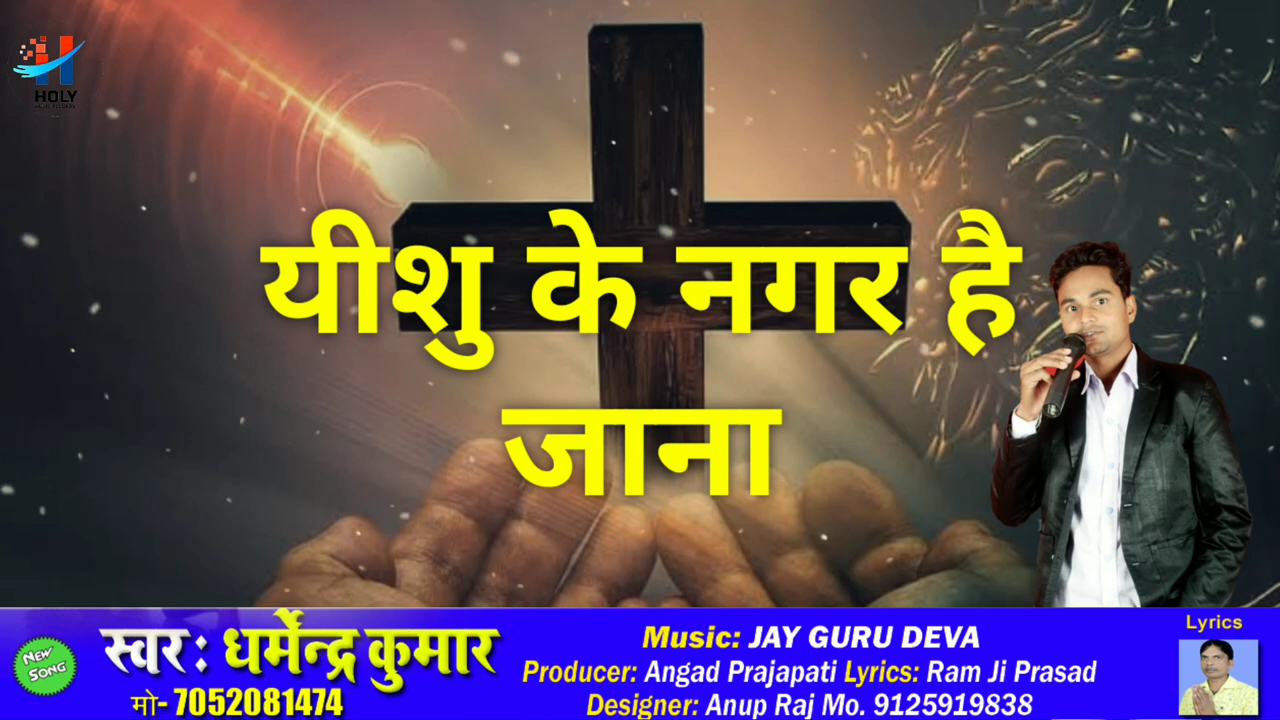 HOLY
यीशु के नगर है
जाना
Lyrics
NEW
SONG
स्वर : धर्मेन्द्र कुमार
मो- 7052081474
Music: JAY GURU DEVA
Producer: Angad Prajapati Lyrics: Ram Ji Prasad
Designer: Anup Raj Mo. 9125919838